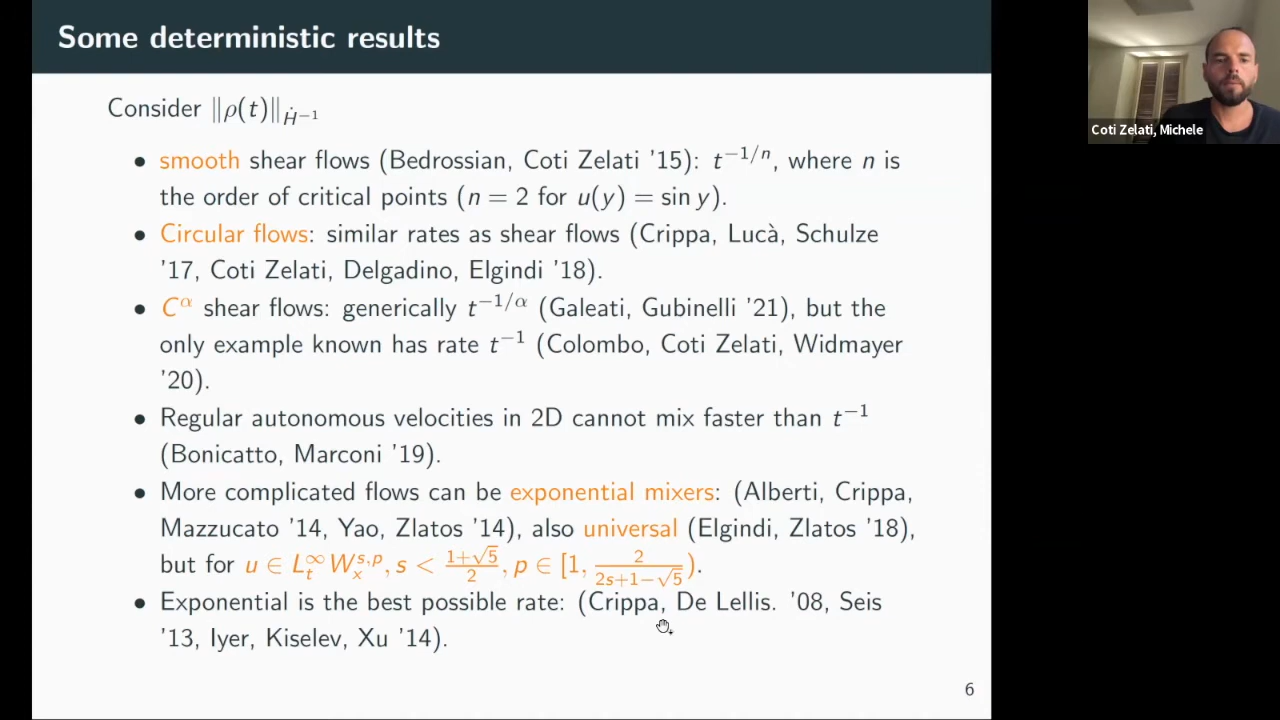 Some deterministic results
Consider ‖ρ(t)‖_{Ḣ^{-1}}
• smooth shear flows (Bedrossian, Coti Zelati '15): t^{-1/n}, where n is
the order of critical points (n = 2 for u(y) = sin y).
• Circular flows: similar rates as shear flows (Crippa, Lucà, Schulze
'17, Coti Zelati, Delgadino, Elgindi '18).
• C^α shear flows: generically t^{-1/α} (Galeati, Gubinelli '21), but the
only example known has rate t^{-1} (Colombo, Coti Zelati, Widmayer
'20).
• Regular autonomous velocities in 2D cannot mix faster than t^{-1}
(Bonicatto, Marconi '19).
• More complicated flows can be exponential mixers: (Alberti, Crippa,
Mazzucato '14, Yao, Zlatos '14), also universal (Elgindi, Zlatos '18),
but for u ∈ L_t^∞ W_x^{s,p}, s < \frac{1+√5}{2}, p ∈ [1, \frac{2}{2s+1-√5}).
• Exponential is the best possible rate: (Crippa, De Lellis. '08, Seis
'13, Iyer, Kiselev, Xu '14).
6
Coti Zelati, Michele